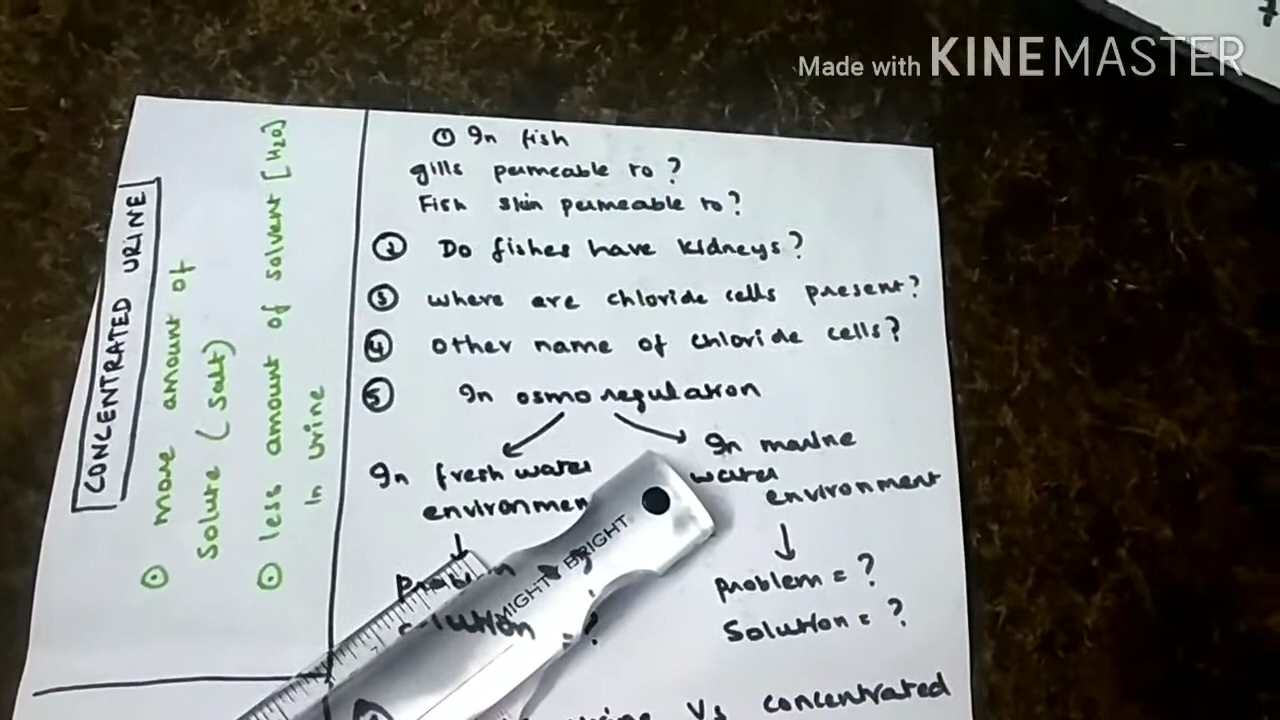 Made with KINEMASTER
CONCENTRATED URINE
more amount of
solute (salt)
less amount of solvent [H2O]
in urine
① In fish
gills permeable to?
Fish skin permeable to?
② Do fishes have kidneys?
③ where are chloride cells present?
④ other name of chloride cells?
⑤ In osmoregulation
In fresh water
environmen
In marine
water
environment
Problem = ?
Solution = ?
= ?
MIGHTY BRIGHT
Vs concentrated